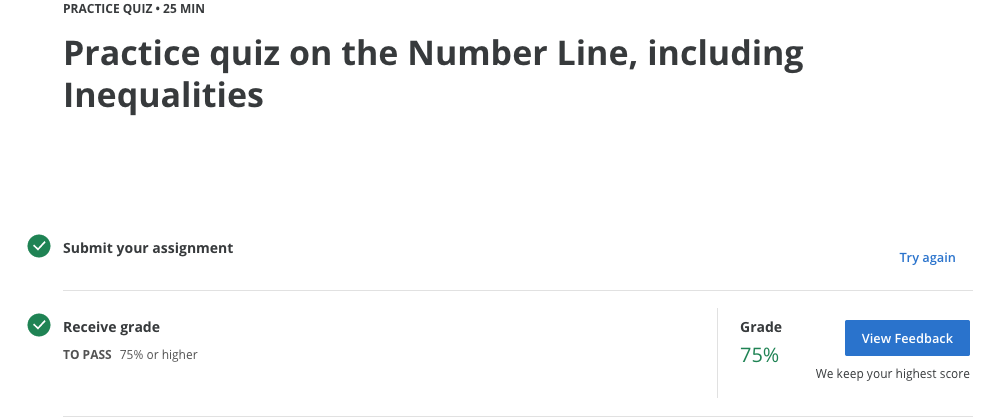 PRACTICE QUIZ • 25 MIN
Practice quiz on the Number Line, including
Inequalities
Submit your assignment
Try again
Receive grade
TO PASS 75% or higher
Grade
75%
View Feedback
We keep your highest score